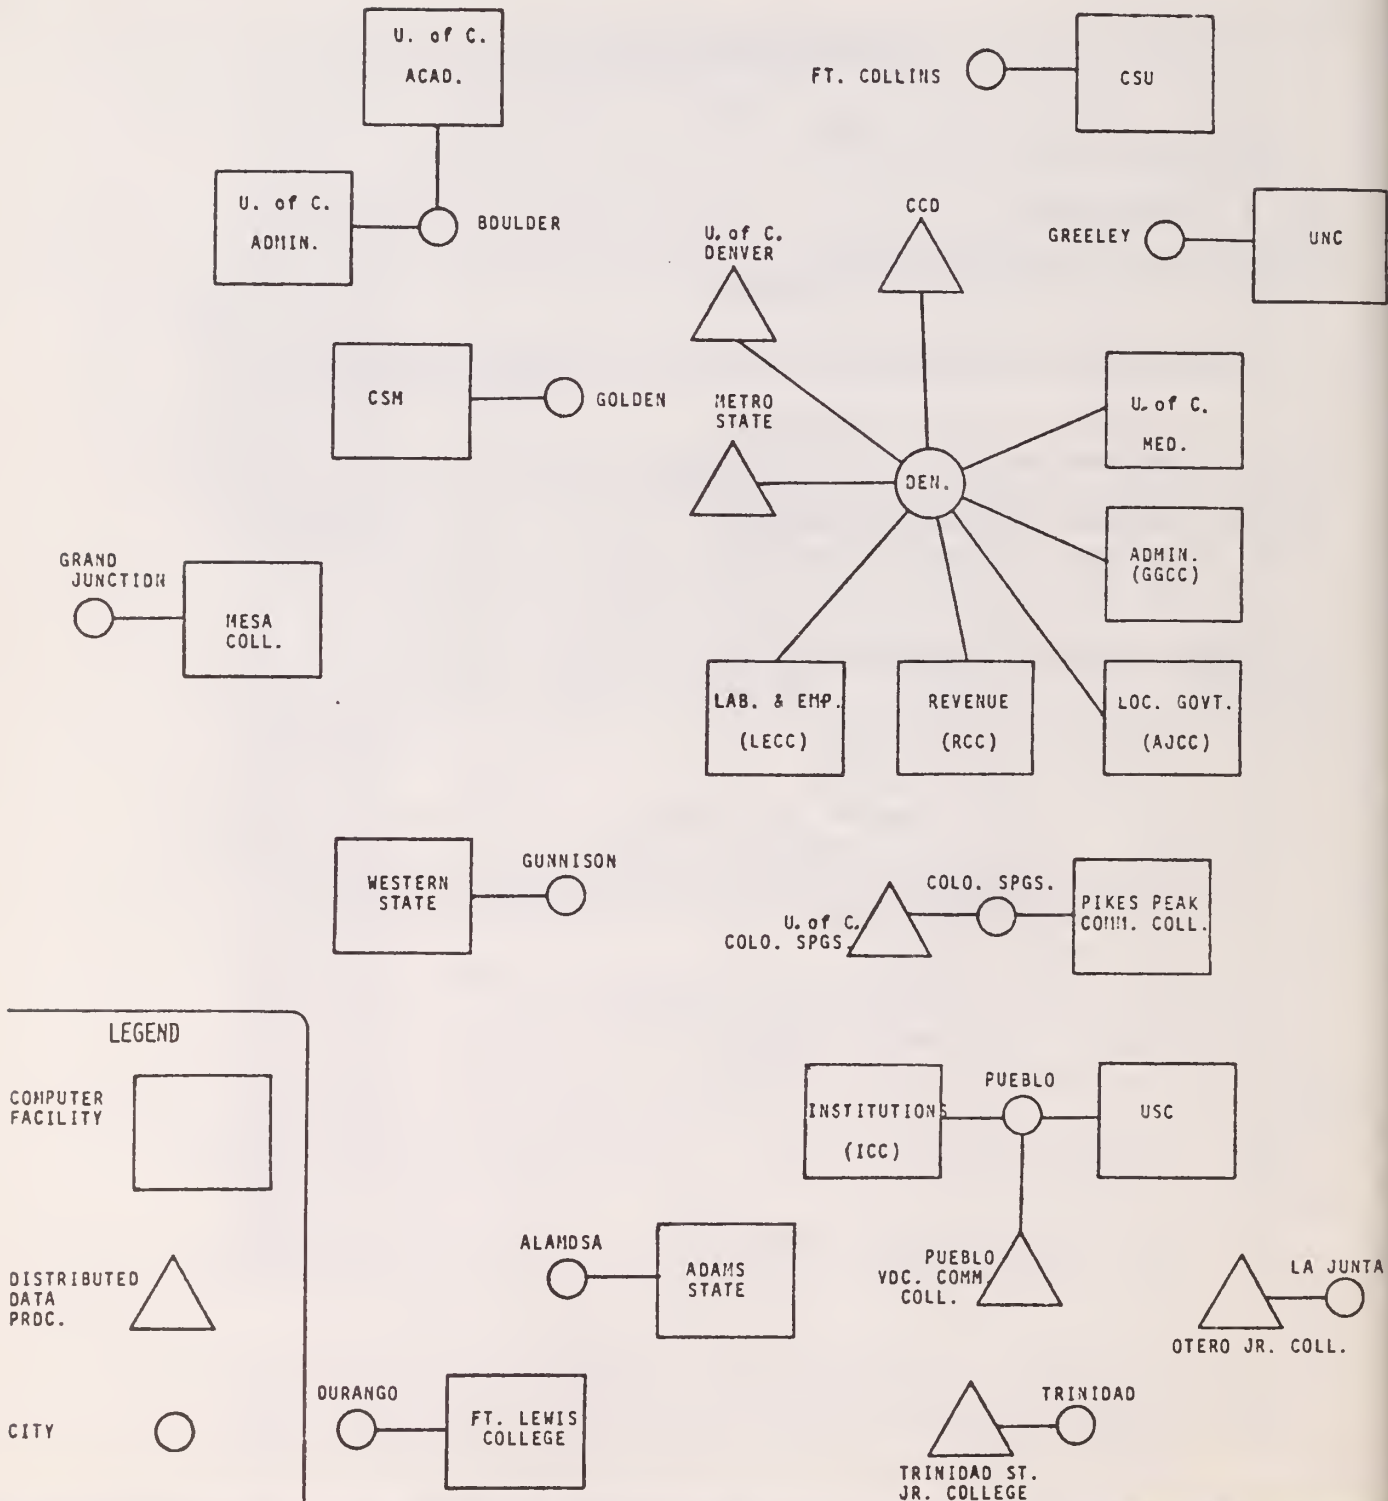 U. of C.
ACAD.
FT. COLLINS
CSU
U. of C.
ADMIN.
BOULDER
CCD
U. of C.
DENVER
GREELEY
UNC
CSM
GOLDEN
METRO
STATE
U. of C.
MED.
DEN.
ADMIN.
(GGCC)
GRAND
JUNCTION
MESA
COLL.
LAB. & EMP.
(LECC)
REVENUE
(RCC)
LOC. GOVT.
(AJCC)
WESTERN
STATE
GUNNISON
U. of C.
COLO. SPGS.
COLO. SPGS.
PIKES PEAK
COMM. COLL.
LEGEND
COMPUTER
FACILITY
DISTRIBUTED
DATA
PROC.
CITY
INSTITUTIONS
(ICC)
PUEBLO
USC
PUEBLO
VOC. COMM.
COLL.
ALAMOSA
ADAMS
STATE
LA JUNTA
OTERO JR. COLL.
DURANGO
FT. LEWIS
COLLEGE
TRINIDAD
TRINIDAD ST.
JR. COLLEGE